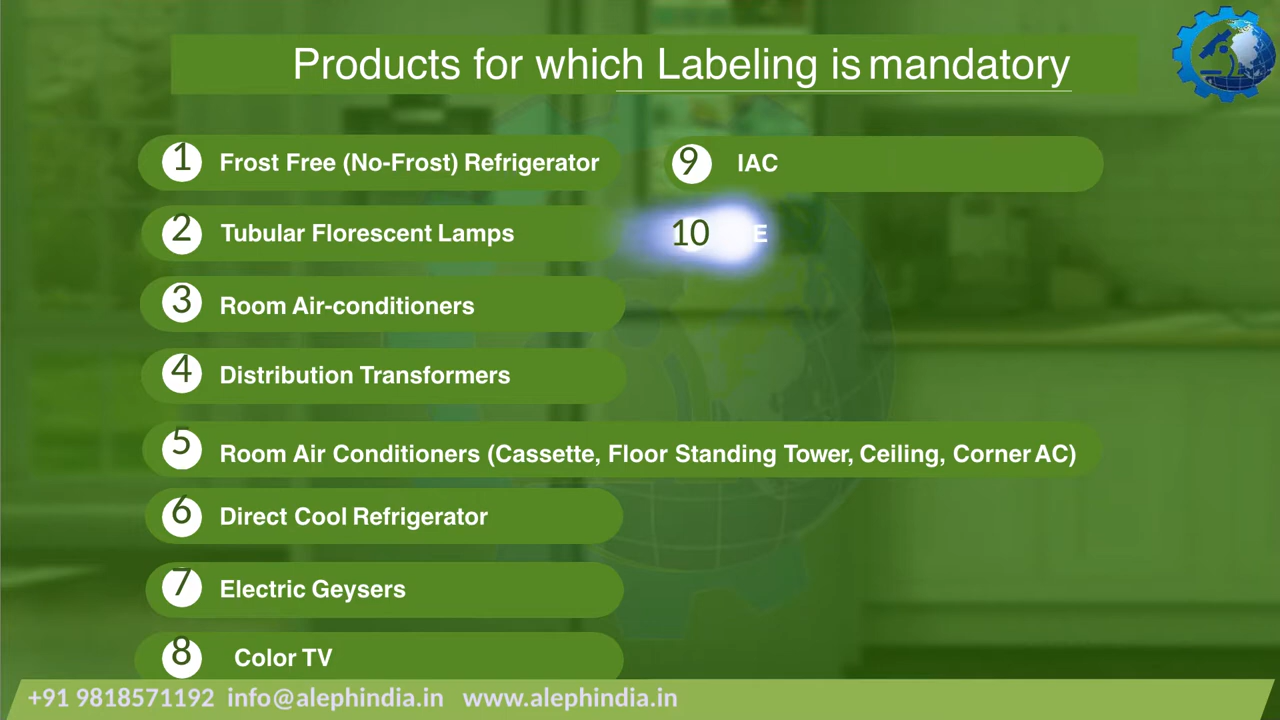 Products for which Labeling is mandatory
1 Frost Free (No-Frost) Refrigerator
2 Tubular Florescent Lamps
3 Room Air-conditioners
4 Distribution Transformers
5 Room Air Conditioners (Cassette, Floor Standing Tower, Ceiling, Corner AC)
6 Direct Cool Refrigerator
7 Electric Geysers
8 Color TV
9 IAC
10
+91 9818571192 info@alephindia.in www.alephindia.in